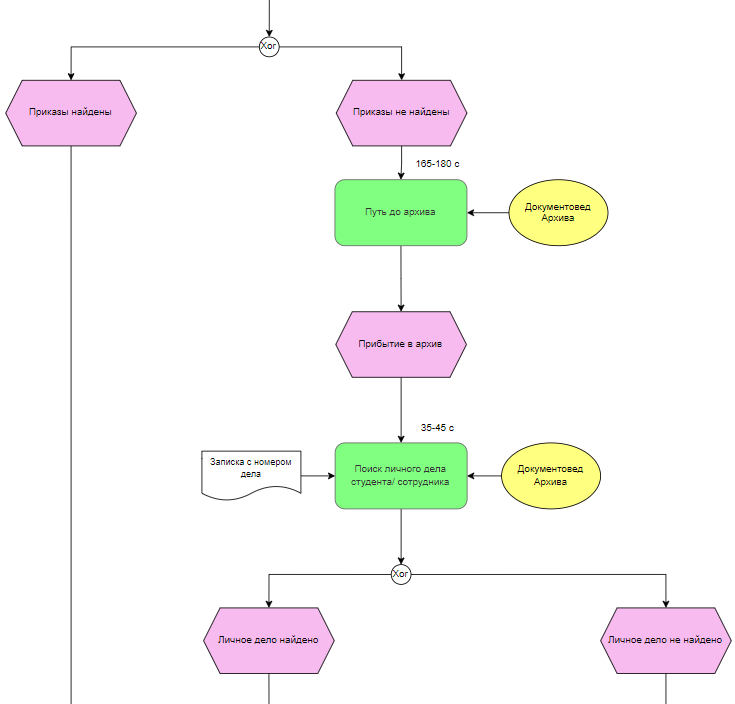 Xor
Приказы найдены
Приказы не найдены
165-180 с
Путь до архива
Документовед
Архива
Прибытие в архив
35-45 с
Записка с номером
дела
Поиск личного дела
студента/ сотрудника
Документовед
Архива
Xor
Личное дело найдено
Личное дело не найдено